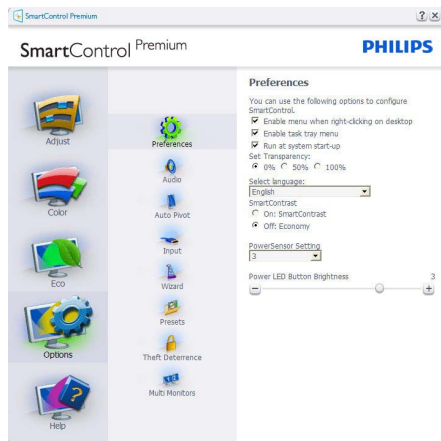 SmartControl Premium
SmartControl Premium
PHILIPS
Adjust
Color
Eco
Options
Help
Preferences
Audio
Auto Pivot
Input
Wizard
Presets
Theft Deterrence
Multi Monitors
Preferences
You can use the following options to configure
SmartControl.
Enable menu when right-clicking on desktop
Enable task tray menu
Run at system start-up
Set Transparency:
0% 50% 100%
Select language:
English
SmartContrast
On: SmartContrast
Off: Economy
PowerSensor Setting
3
Power LED Button Brightness 3